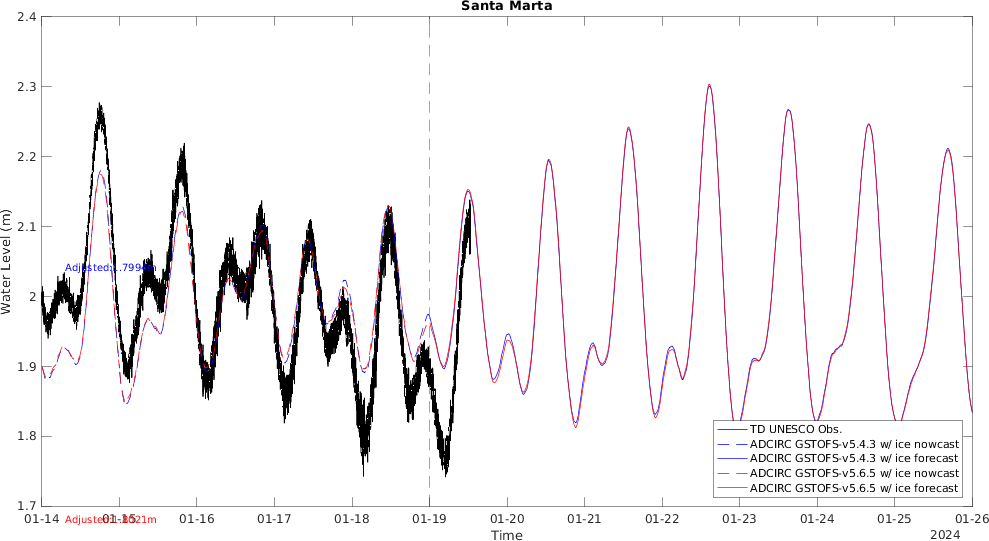 Santa Marta
Water Level (m)
2.4
2.3
2.2
2.1
2
1.9
1.8
1.7
Adjusted:1.7994m
TD UNESCO Obs.
ADCIRC GSTOFS-v5.4.3 w/ ice nowcast
ADCIRC GSTOFS-v5.4.3 w/ ice forecast
ADCIRC GSTOFS-v5.6.5 w/ ice nowcast
ADCIRC GSTOFS-v5.6.5 w/ ice forecast
01-14 01-15 01-16 01-17 01-18 01-19 01-20 01-21 01-22 01-23 01-24 01-25 01-26
Time
2024